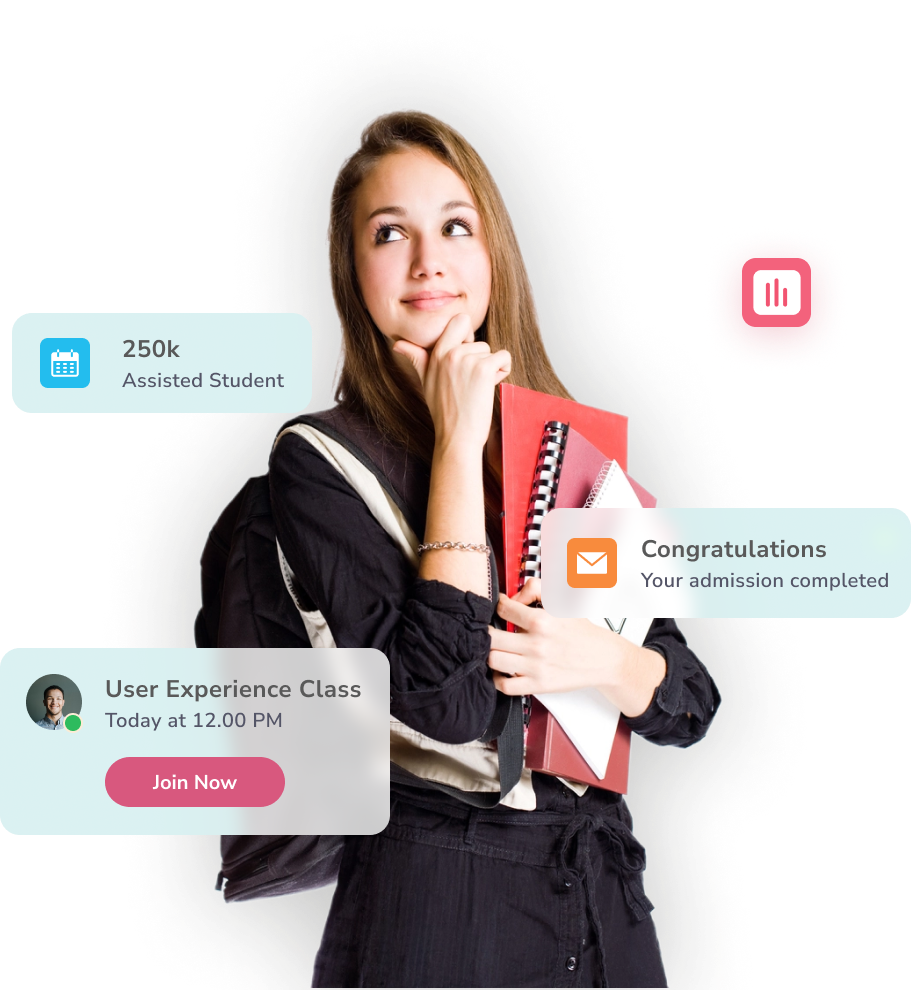 250k
Assisted Student
Congratulations
Your admission completed
User Experience Class
Today at 12.00 PM
Join Now